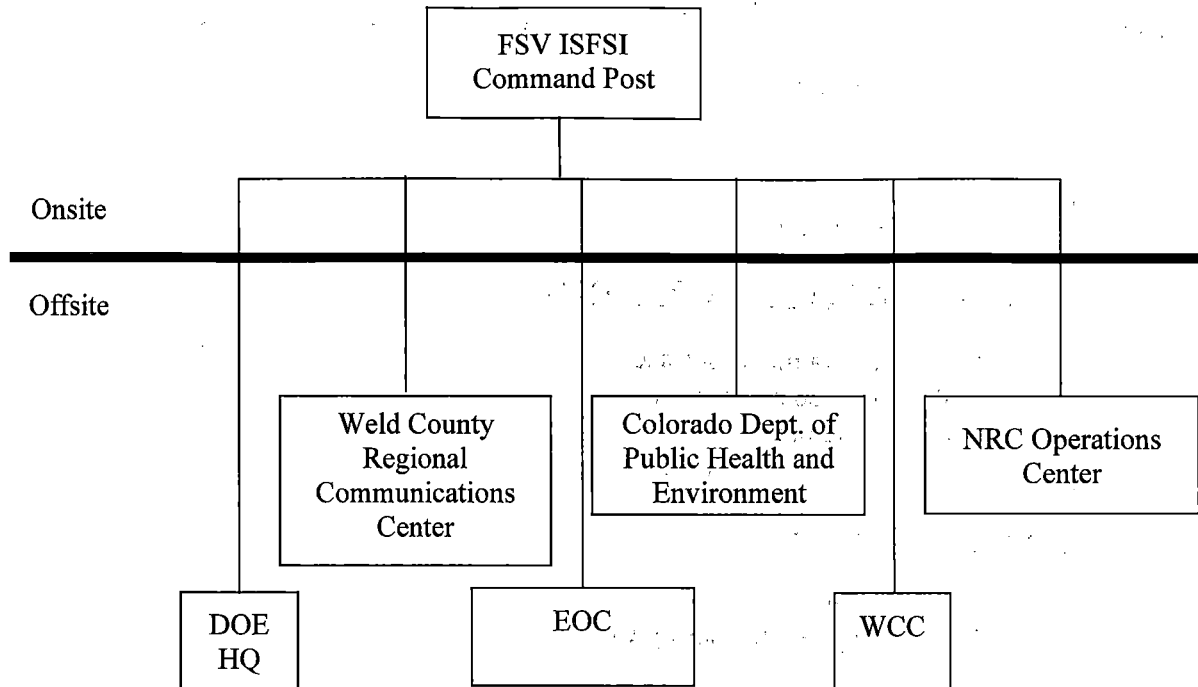 FSV ISFSI
Command Post
Onsite
Offsite
Weld County
Regional
Communications
Center
Colorado Dept. of
Public Health and
Environment
NRC Operations
Center
DOE
HQ
EOC
WCC